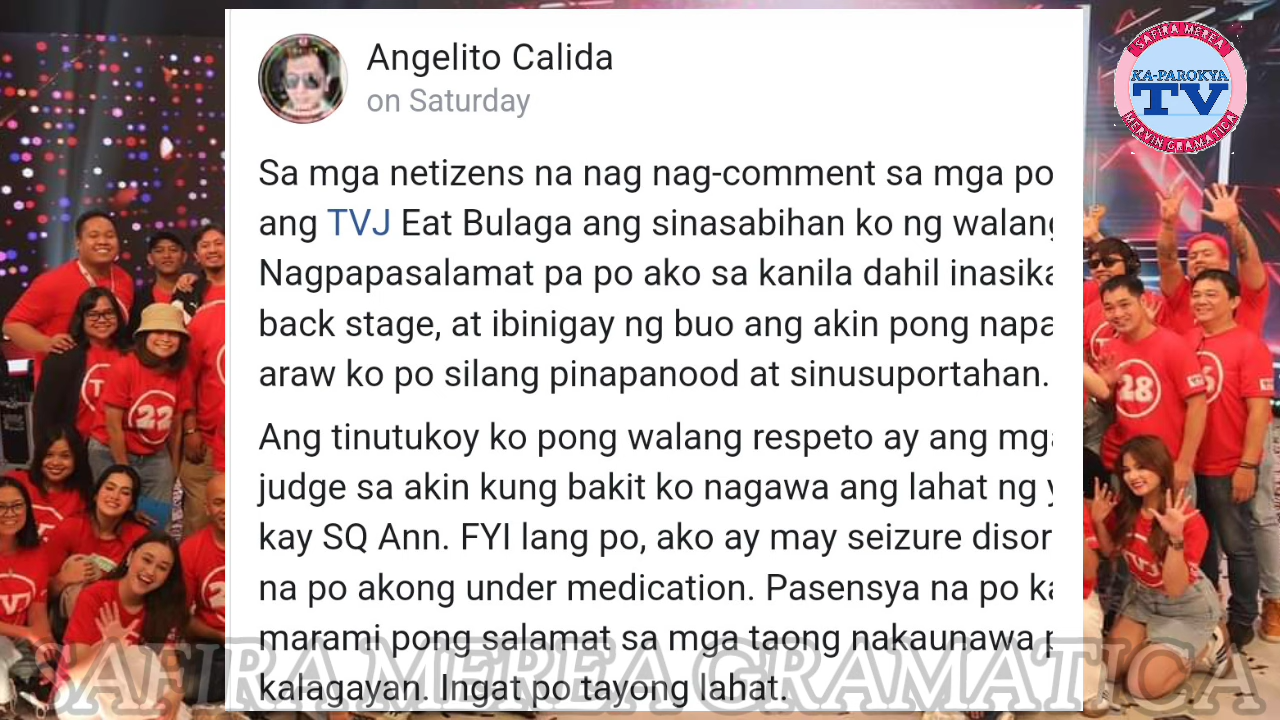 Angelito Calida
on Saturday
Sa mga netizens na nag nag-comment sa mga po
ang TVJ Eat Bulaga ang sinasabihan ko ng walang
Nagpapasalamat pa po ako sa kanila dahil inasika
back stage, at ibinigay ng buo ang akin pong napa
araw ko po silang pinapanood at sinusuportahan.
Ang tinutukoy ko pong walang respeto ay ang mga
judge sa akin kung bakit ko nagawa ang lahat ng y
kay SQ Ann. FYI lang po, ako ay may seizure disor
na po akong under medication. Pasensya na po ka
marami pong salamat sa mga taong nakaunawa p
kalagayan. Ingat po tayong lahat.
SAFIRA MEREA
KA-PAROKYA
TV
MERVIN GRAMATICA
22
28
SAFIRA MEREA GRAMATICA